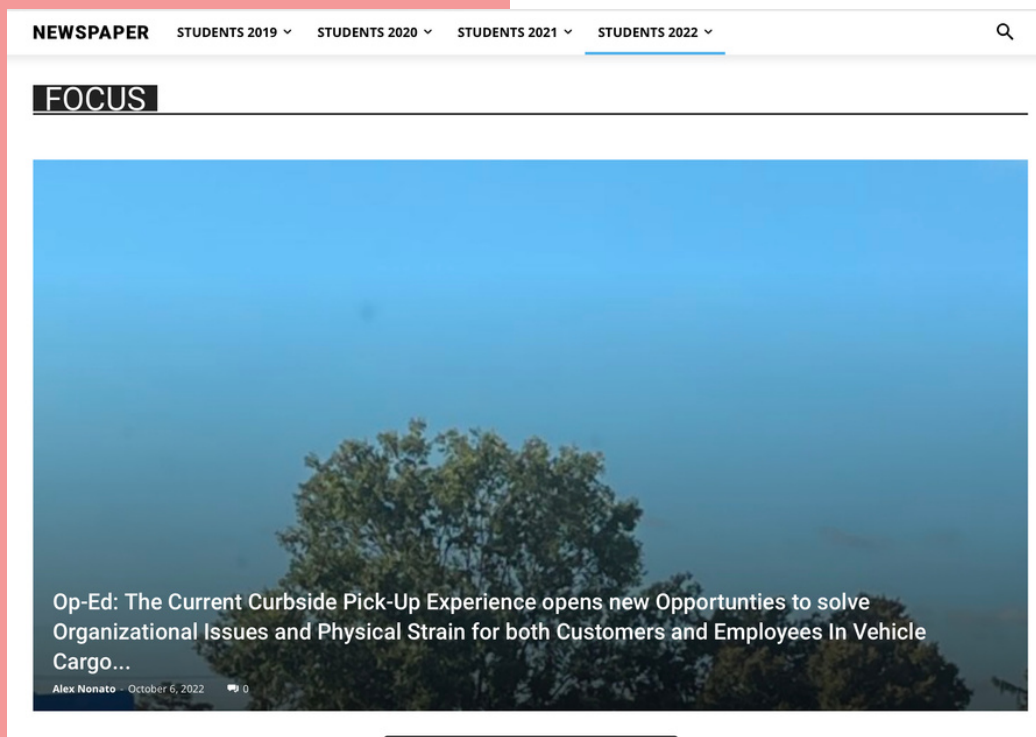 NEWSPAPER STUDENTS 2019 STUDENTS 2020 STUDENTS 2021 STUDENTS 2022
FOCUS
Op-Ed: The Current Curbside Pick-Up Experience opens new Opportunties to solve
Organizational Issues and Physical Strain for both Customers and Employees In Vehicle
Cargo...
Alex Nonato - October 6, 2022 0